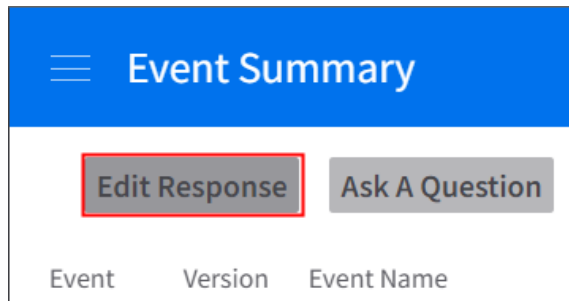 Event Summary
Edit Response Ask A Question
Event Version Event Name